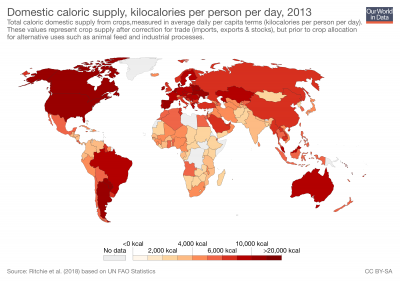 Domestic caloric supply, kilocalories per person per day, 2013
Our World
in Data
Total caloric domestic supply from crops,measured in average daily per capita terms (kilocalories per person per day).
These values represent crop supply after correction for trade (imports, exports & stocks), but prior to crop allocation
for alternative uses such as animal feed and industrial processes.
<0 kcal 4,000 kcal 10,000 kcal
No data 2,000 kcal 6,000 kcal >20,000 kcal
Source: Ritchie et al. (2018) based on UN FAO Statistics CC BY-SA